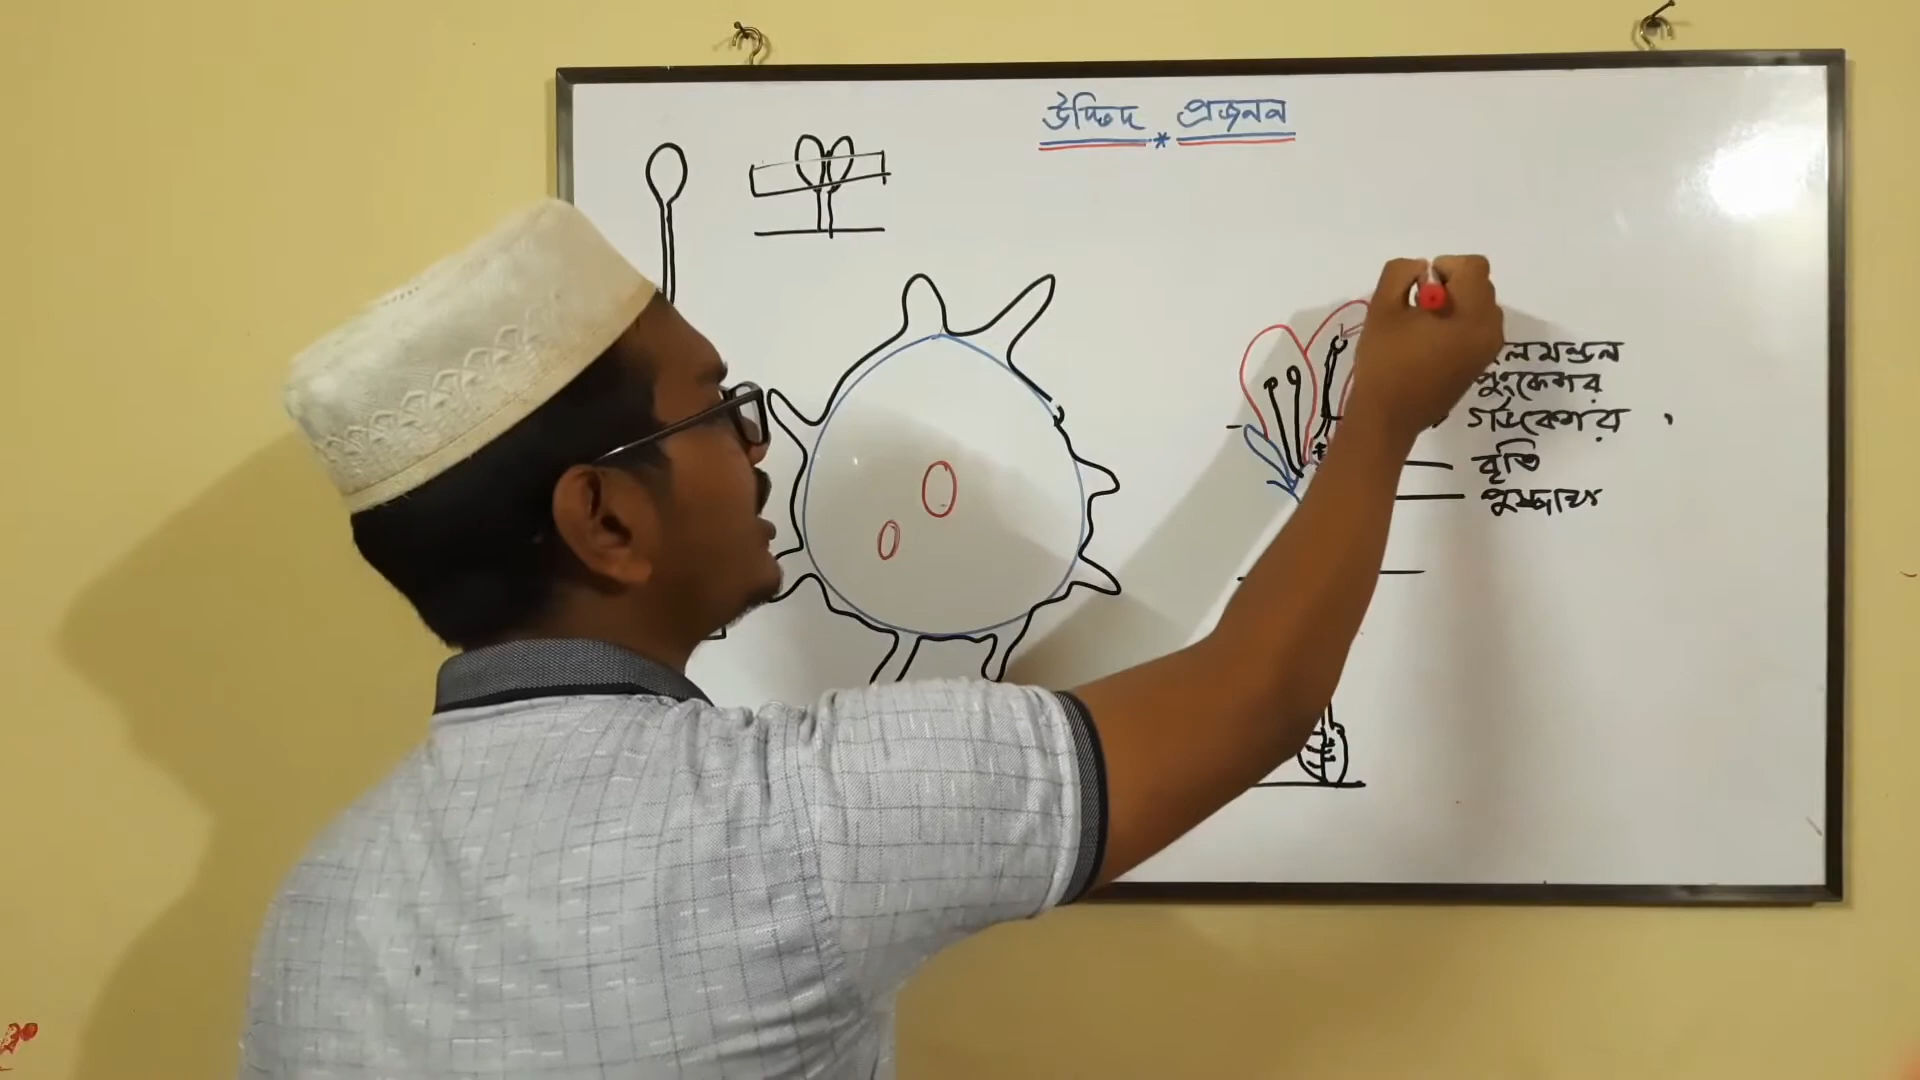 উদ্ভিদ * প্রজনন
পুংকেশর
গর্ভকেশর
বৃতি
পুষ্পাক্ষ